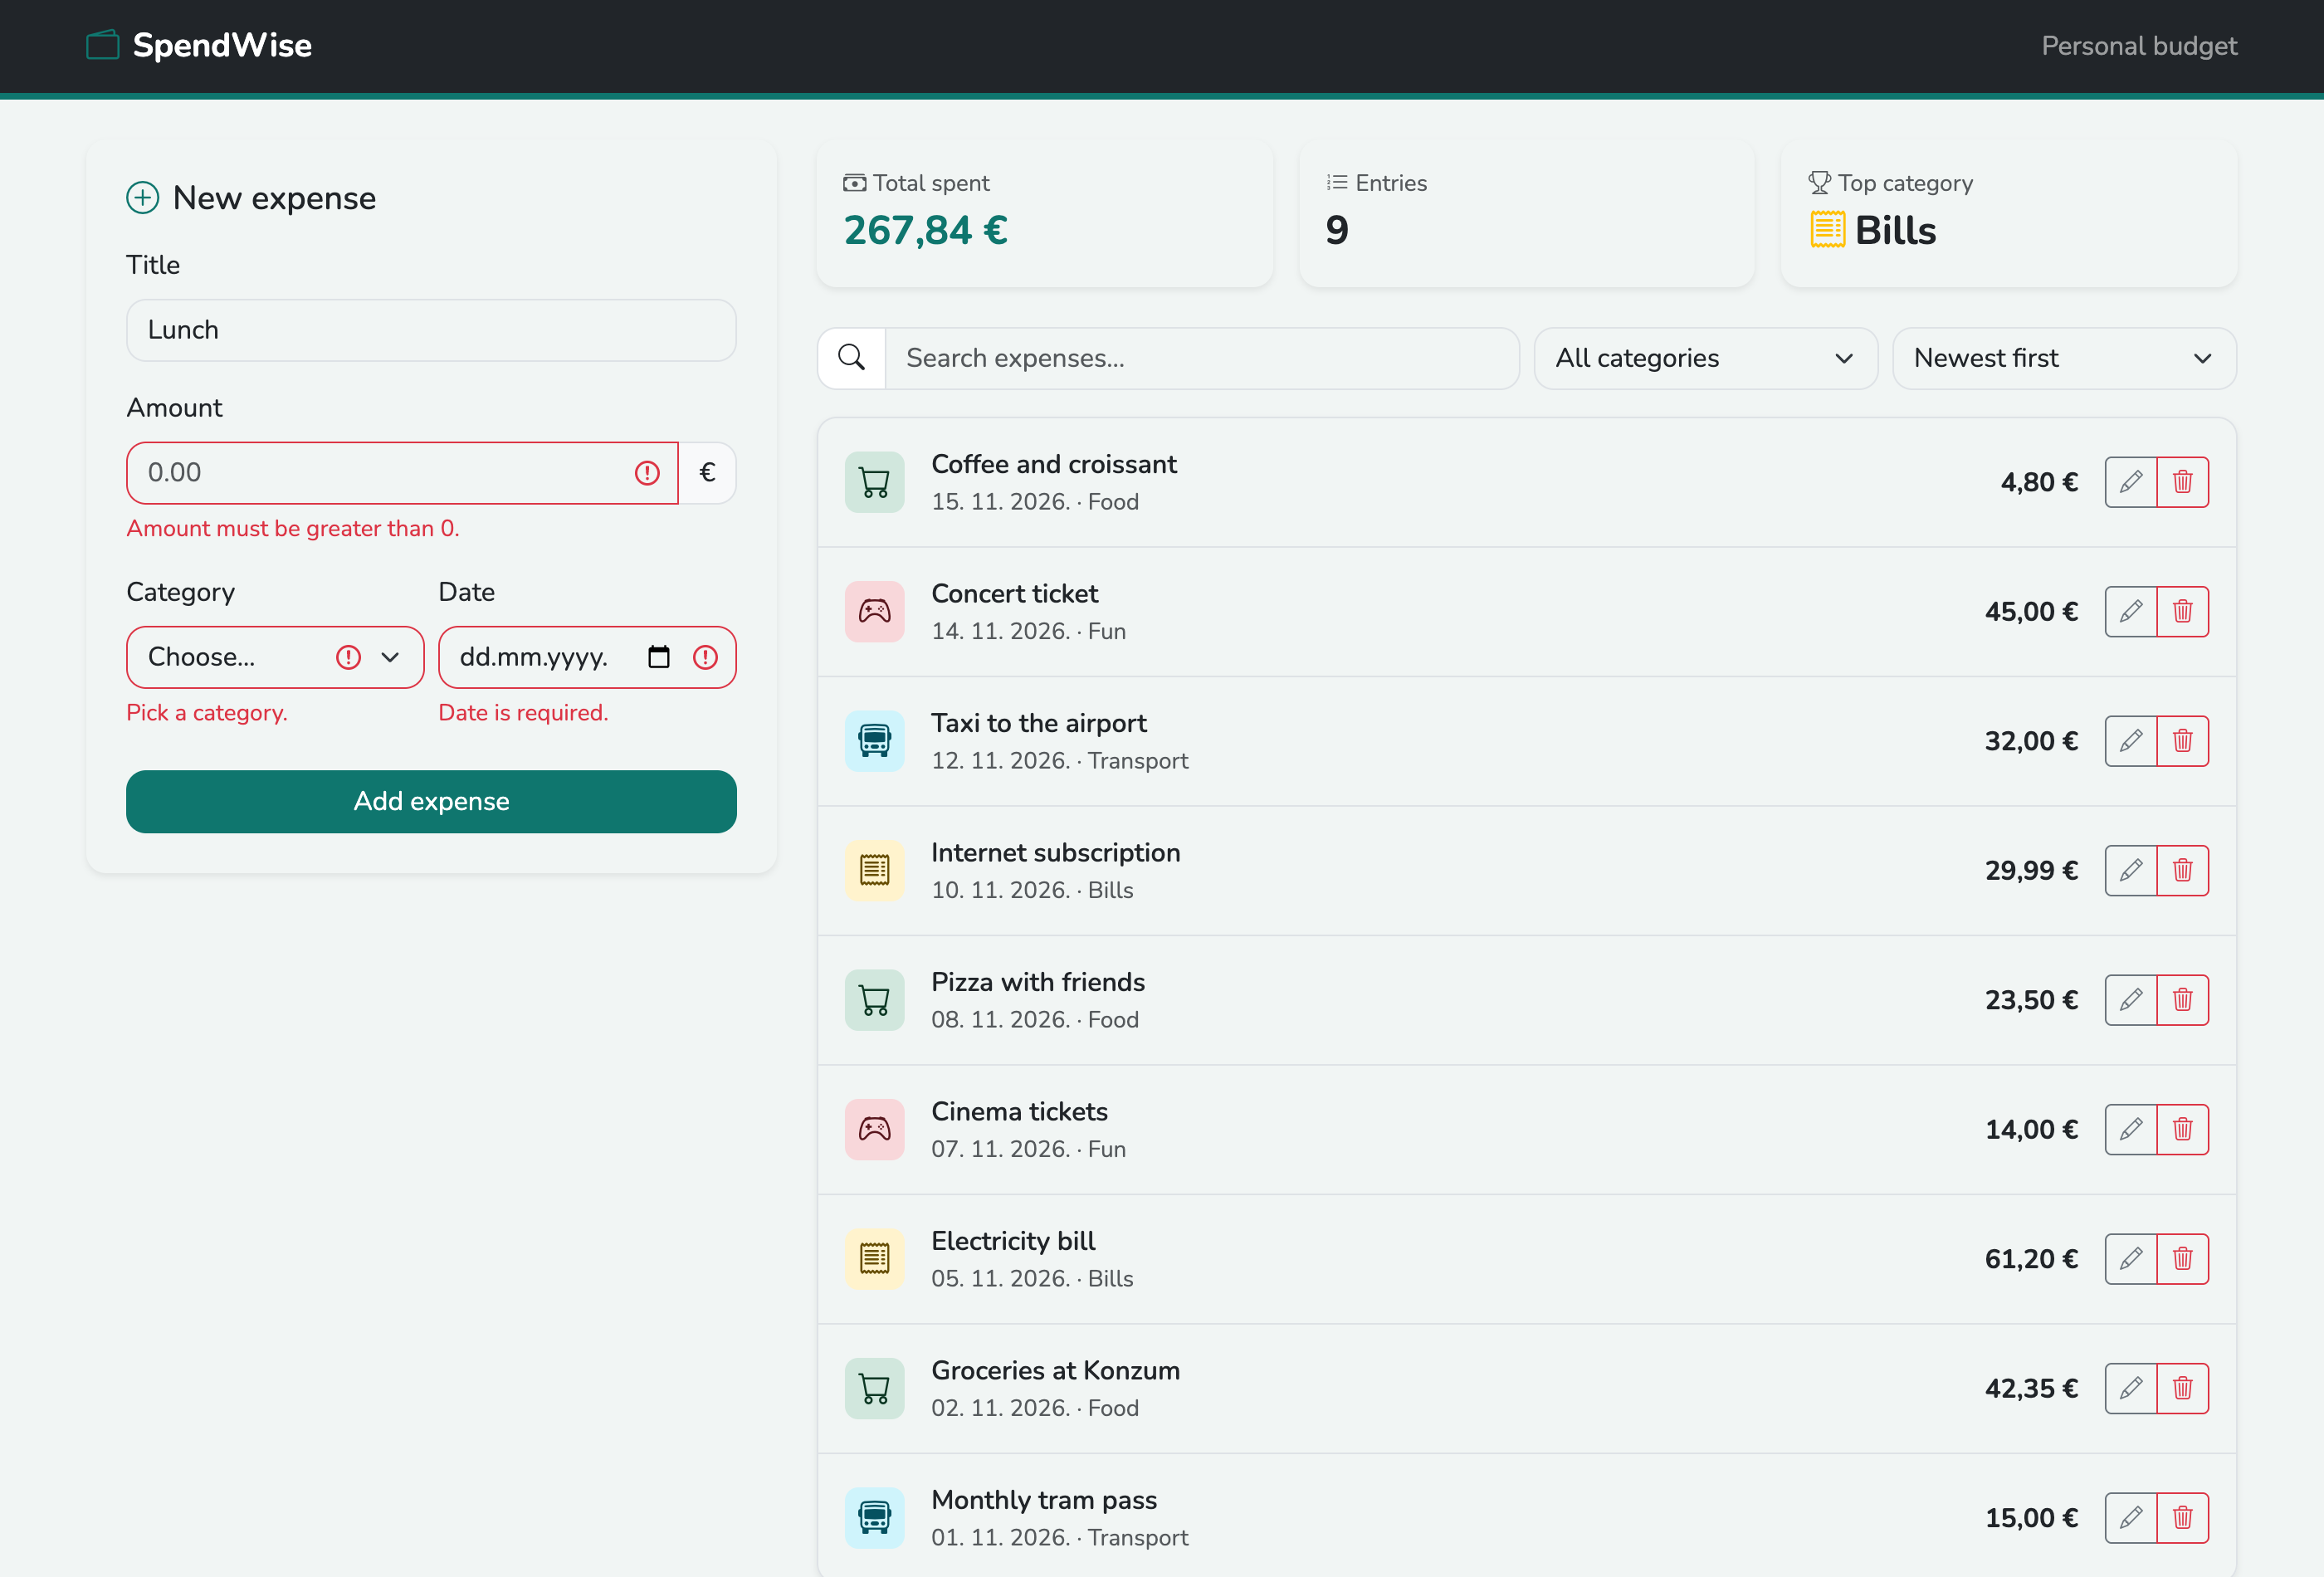 SpendWise
Personal budget
New expense
Title
Lunch
Amount
0.00 €
Amount must be greater than 0.
Category Date
Choose... dd.mm.yyyy.
Pick a category. Date is required.
Add expense
Total spent
267,84 €
Entries
9
Top category
Bills
Search expenses...
All categories
Newest first
Coffee and croissant
15. 11. 2026. · Food
4,80 €
Concert ticket
14. 11. 2026. · Fun
45,00 €
Taxi to the airport
12. 11. 2026. · Transport
32,00 €
Internet subscription
10. 11. 2026. · Bills
29,99 €
Pizza with friends
08. 11. 2026. · Food
23,50 €
Cinema tickets
07. 11. 2026. · Fun
14,00 €
Electricity bill
05. 11. 2026. · Bills
61,20 €
Groceries at Konzum
02. 11. 2026. · Food
42,35 €
Monthly tram pass
01. 11. 2026. · Transport
15,00 €